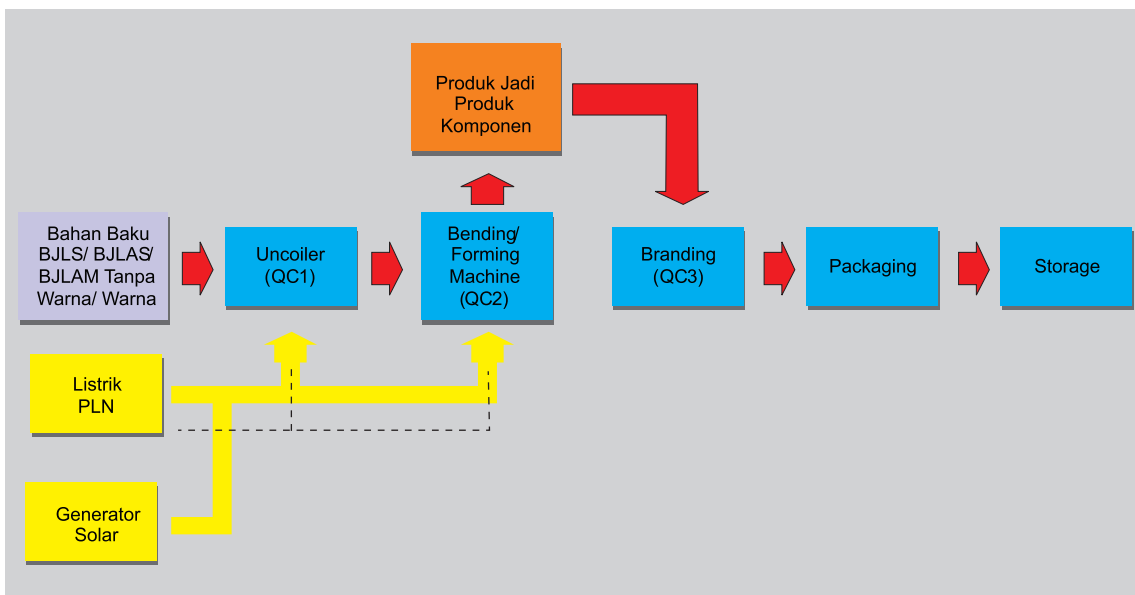 Produk Jadi
Produk
Komponen
Bahan Baku
BJLS/ BJLAS/
BJLAM Tanpa
Warna/ Warna
Uncoiler
(QC1)
Bending/
Forming
Machine
(QC2)
Branding
(QC3)
Packaging
Storage
Listrik
PLN
Generator
Solar